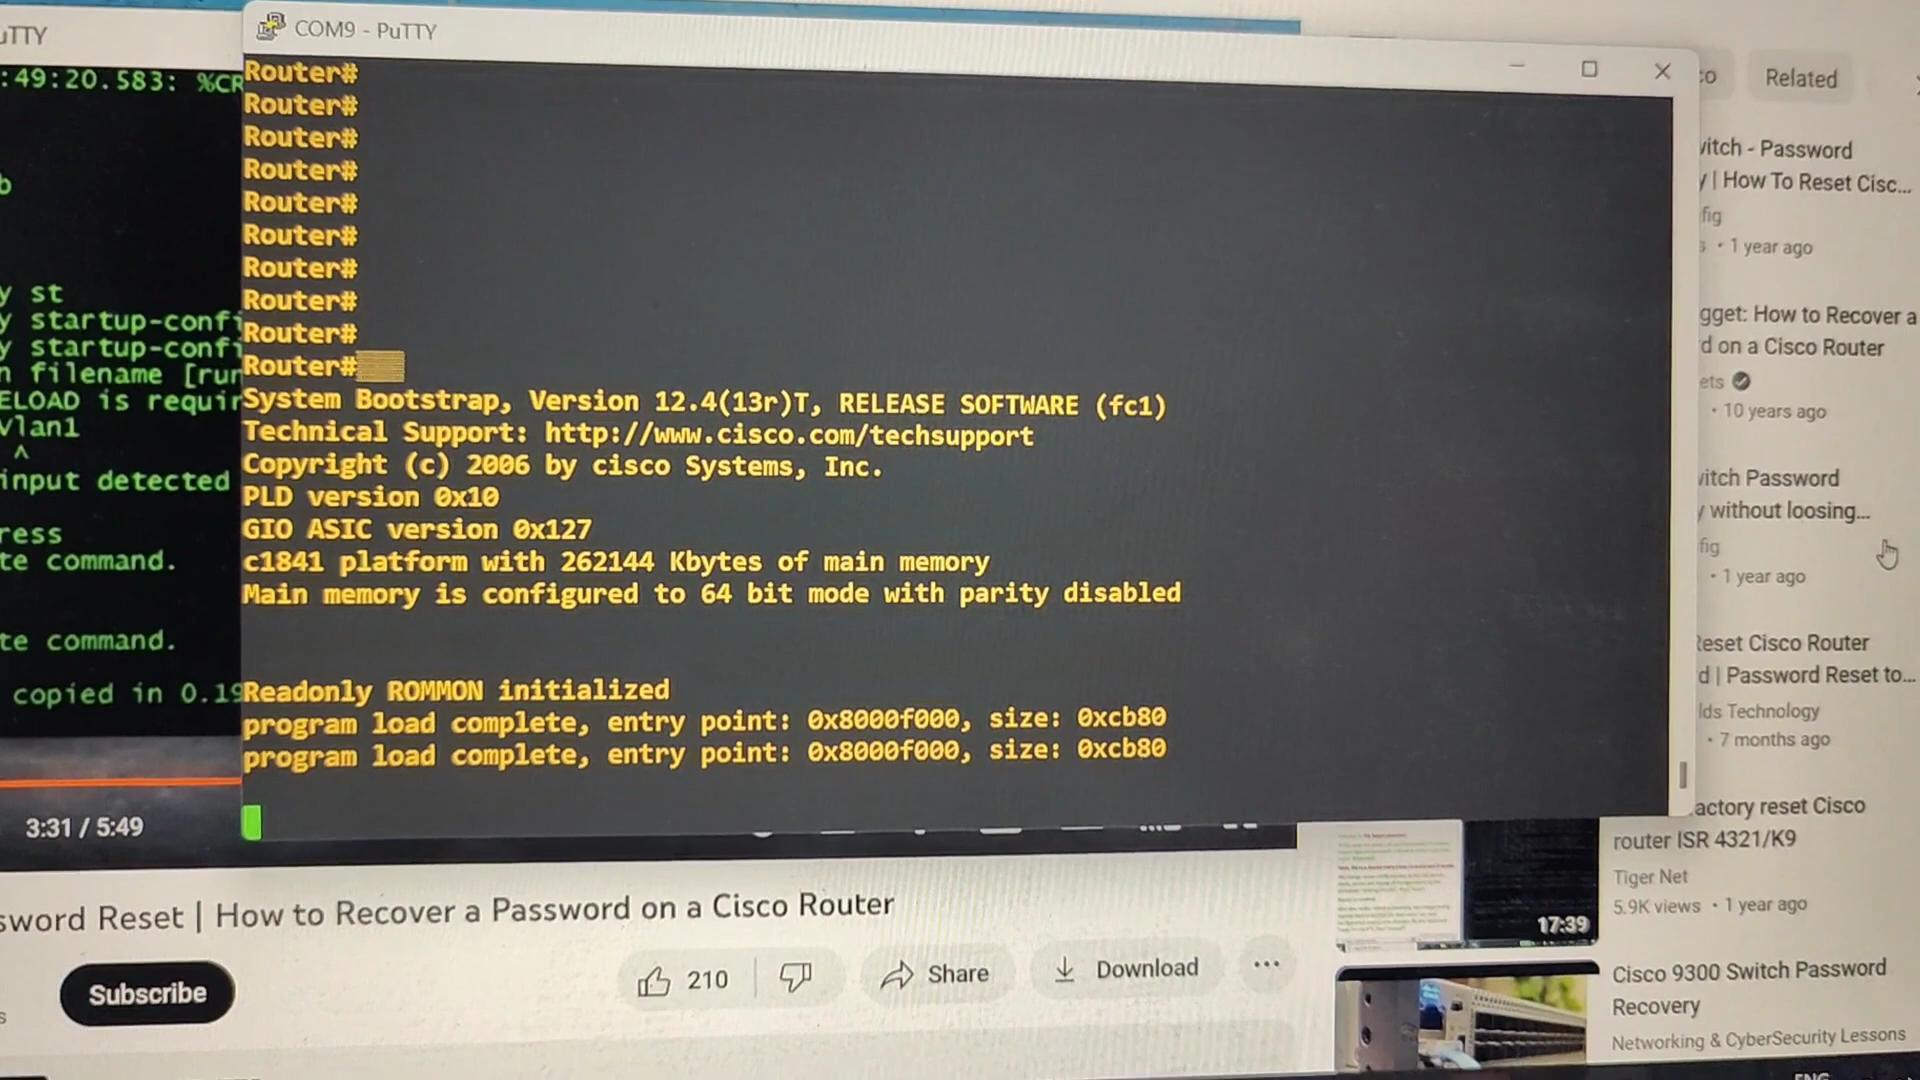 uTTY
:49:20.583: %CR
b
y st
y startup-confi
y startup-confi
n filename [run
ELOAD is requir
vlan1
^
input detected
ress
te command.
te command.
copied in 0.19
3:31 / 5:49
COM9 - PuTTY
Router#
Router#
Router#
Router#
Router#
Router#
Router#
Router#
Router#
Router#
System Bootstrap, Version 12.4(13r)T, RELEASE SOFTWARE (fc1)
Technical Support: http://www.cisco.com/techsupport
Copyright (c) 2006 by cisco Systems, Inc.
PLD version 0x10
GIO ASIC version 0x127
c1841 platform with 262144 Kbytes of main memory
Main memory is configured to 64 bit mode with parity disabled
Readonly ROMMON initialized
program load complete, entry point: 0x8000f000, size: 0xcb80
program load complete, entry point: 0x8000f000, size: 0xcb80
sword Reset | How to Recover a Password on a Cisco Router
Subscribe
210
Share
Download
Related
witch - Password
y | How To Reset Cisc...
fig
s • 1 year ago
gget: How to Recover a
d on a Cisco Router
ets
• 10 years ago
witch Password
y without loosing...
fig
• 1 year ago
Reset Cisco Router
d | Password Reset to...
lds Technology
• 7 months ago
actory reset Cisco
router ISR 4321/K9
Tiger Net
5.9K views • 1 year ago
17:39
Cisco 9300 Switch Password
Recovery
Networking & CyberSecurity Lessons